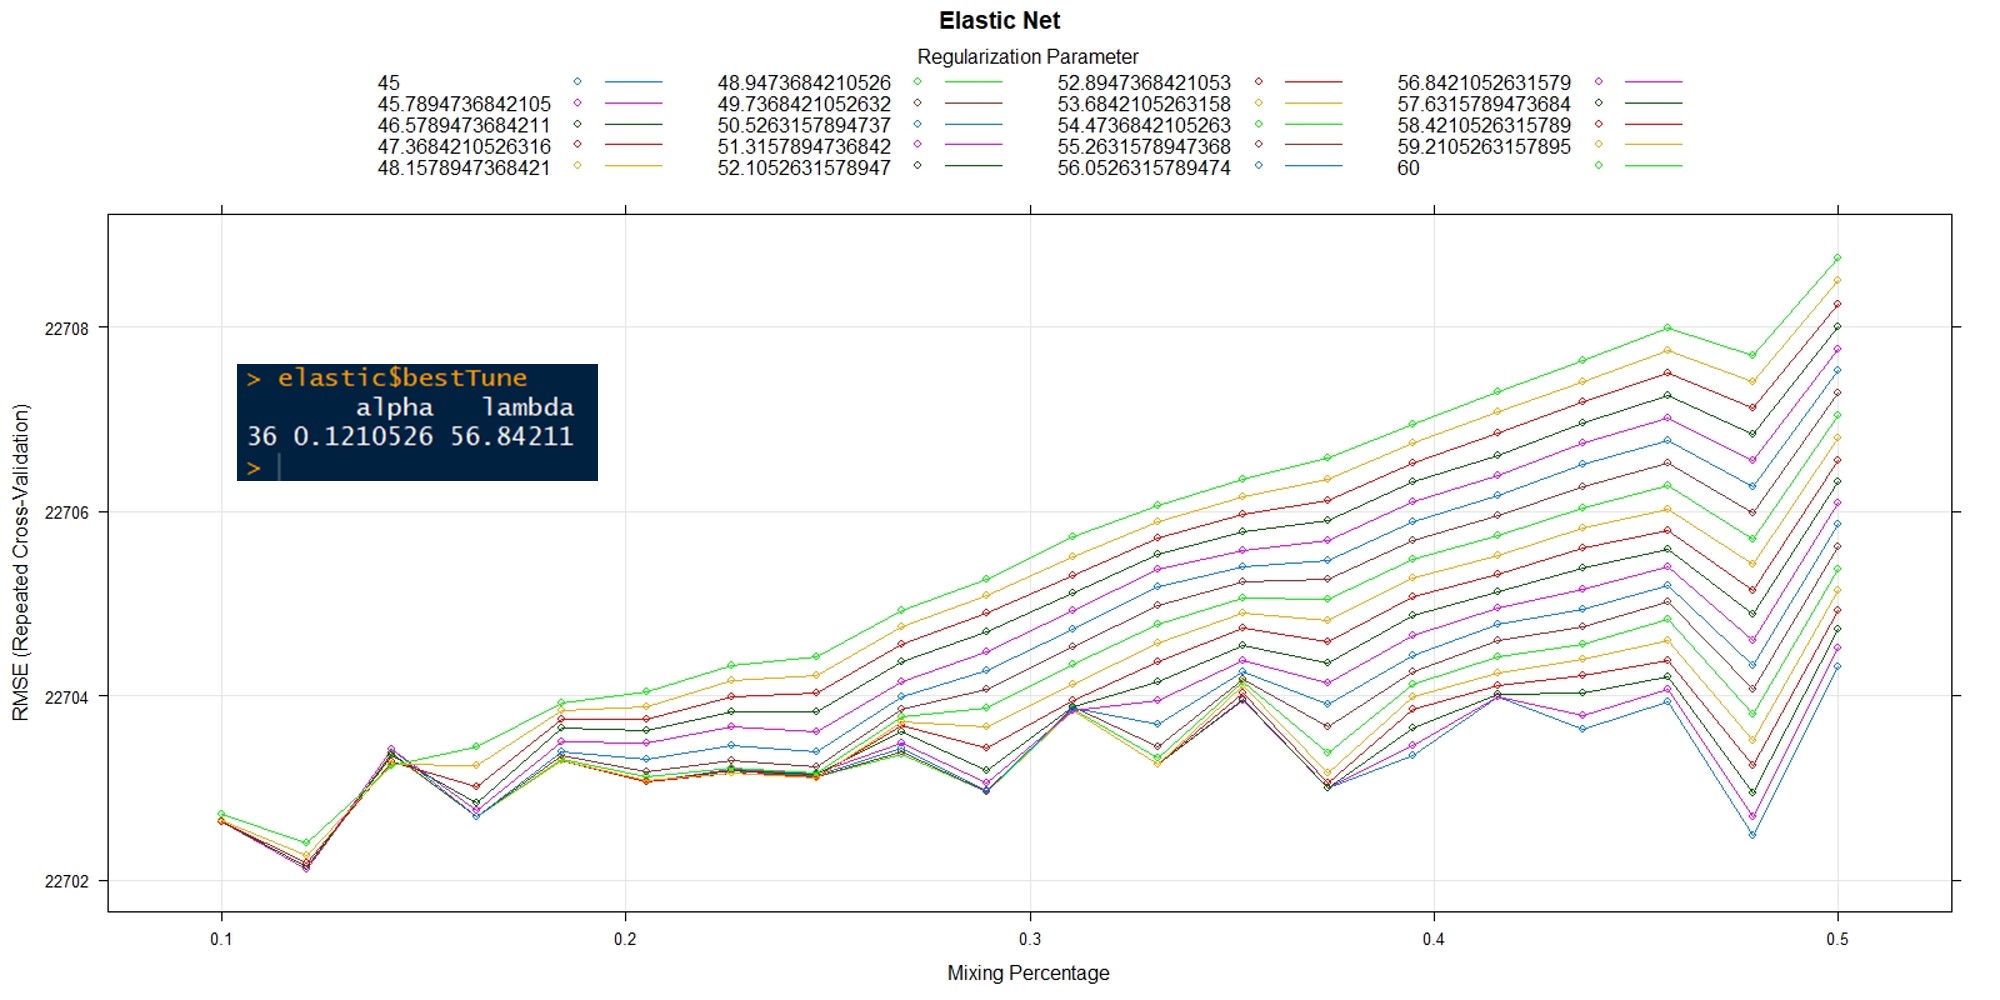 Elastic Net
Regularization Parameter
45 48.9473684210526 52.8947368421053 56.8421052631579
45.7894736842105 49.7368421052632 53.6842105263158 57.6315789473684
46.5789473684211 50.5263157894737 54.4736842105263 58.4210526315789
47.3684210526316 51.3157894736842 55.2631578947368 59.2105263157895
48.1578947368421 52.1052631578947 56.0526315789474 60
22708
22706
22704
22702
RMSE (Repeated Cross-Validation)
> elastic$bestTune
alpha lambda
36 0.1210526 56.84211
>
0.1 0.2 0.3 0.4 0.5
Mixing Percentage